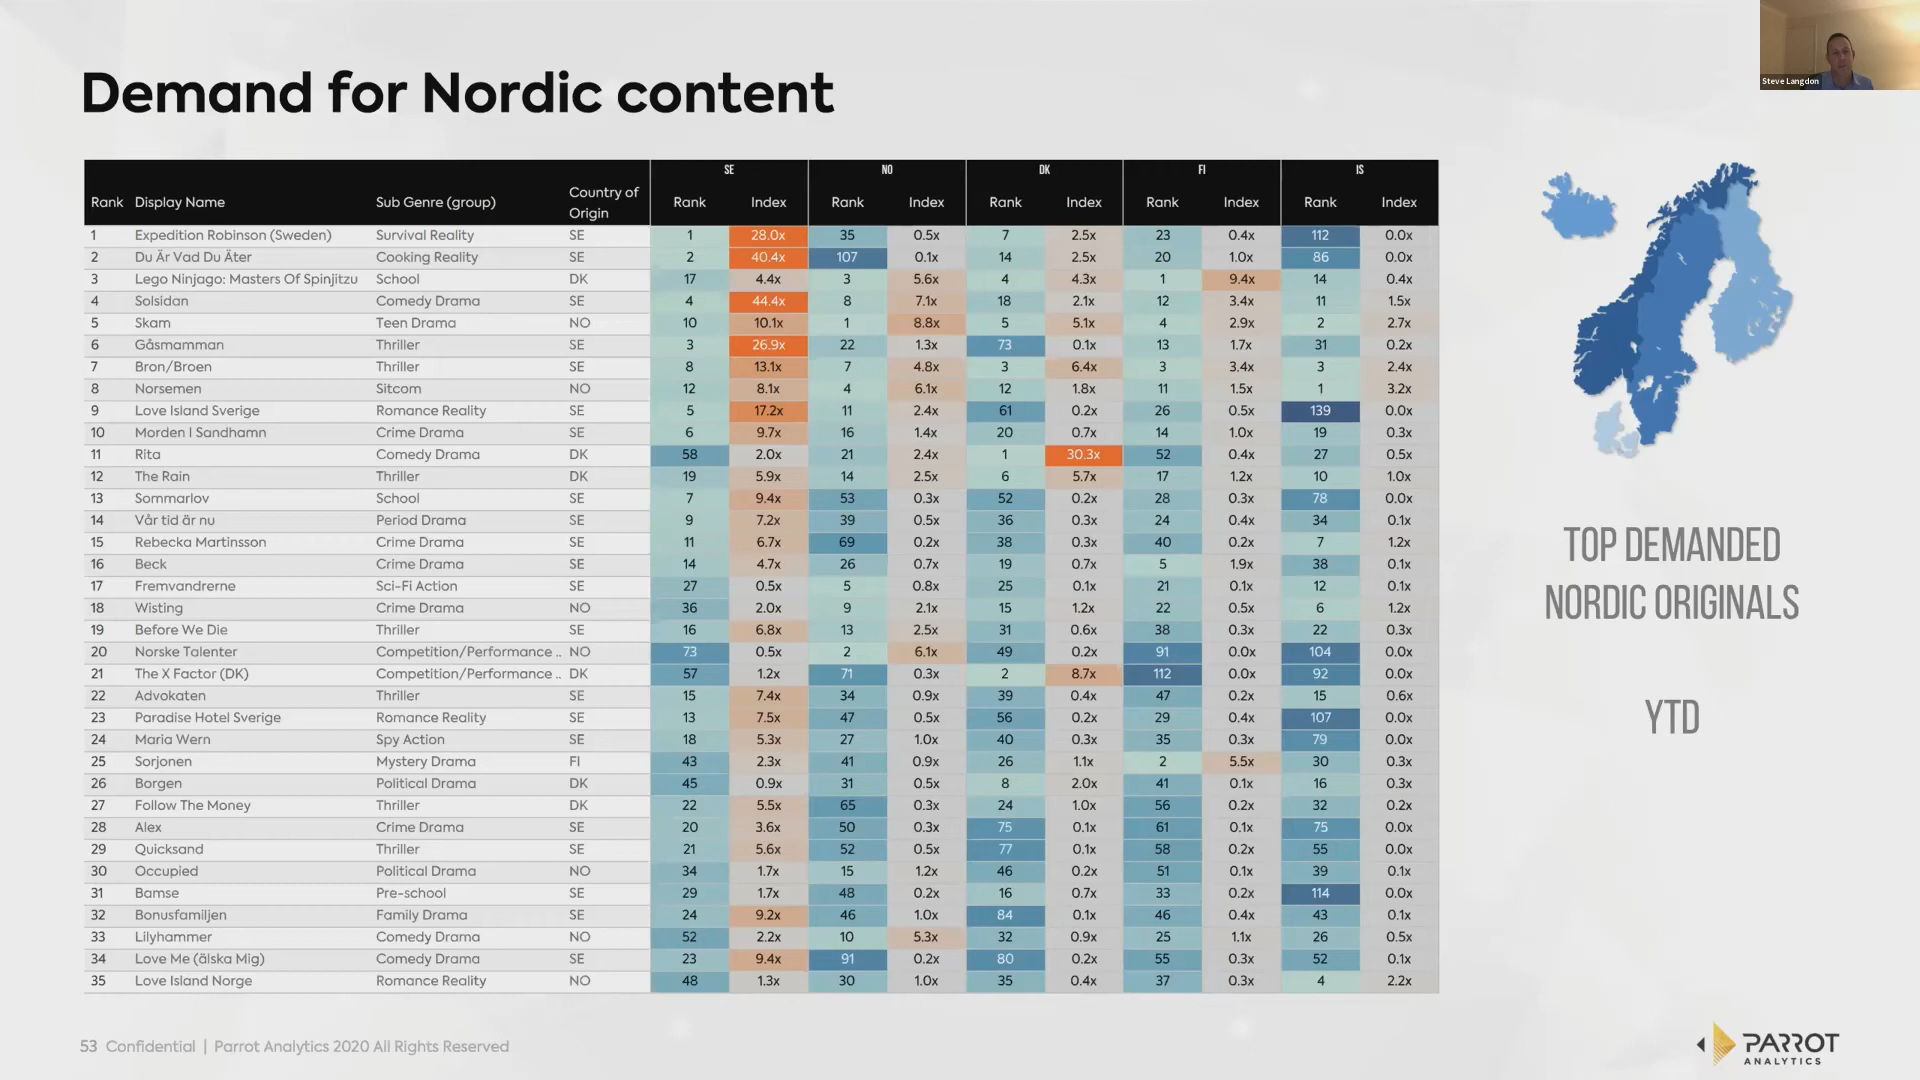 Steve Langdon
Demand for Nordic content
SE NO DK FI IS
Rank Display Name Sub Genre (group) Country of Origin Rank Index Rank Index Rank Index Rank Index Rank Index
1 Expedition Robinson (Sweden) Survival Reality SE 1 28.0x 35 0.5x 7 2.5x 23 0.4x 112 0.0x
2 Du Är Vad Du Äter Cooking Reality SE 2 40.4x 107 0.1x 14 2.5x 20 1.0x 86 0.0x
3 Lego Ninjago: Masters Of Spinjitzu School DK 17 4.4x 3 5.6x 4 4.3x 1 9.4x 14 0.4x
4 Solsidan Comedy Drama SE 4 44.4x 8 7.1x 18 2.1x 12 3.4x 11 1.5x
5 Skam Teen Drama NO 10 10.1x 1 8.8x 5 5.1x 4 2.9x 2 2.7x
6 Gåsmamman Thriller SE 3 26.9x 22 1.3x 73 0.1x 13 1.7x 31 0.2x
7 Bron/Broen Thriller SE 8 13.1x 7 4.8x 3 6.4x 3 3.4x 3 2.4x
8 Norsemen Sitcom NO 12 8.1x 4 6.1x 12 1.8x 11 1.5x 1 3.2x
9 Love Island Sverige Romance Reality SE 5 17.2x 11 2.4x 61 0.2x 26 0.5x 139 0.0x
10 Morden I Sandhamn Crime Drama SE 6 9.7x 16 1.4x 20 0.7x 14 1.0x 19 0.3x
11 Rita Comedy Drama DK 58 2.0x 21 2.4x 1 30.3x 52 0.4x 27 0.5x
12 The Rain Thriller DK 19 5.9x 14 2.5x 6 5.7x 17 1.2x 10 1.0x
13 Sommarlov School SE 7 9.4x 53 0.3x 52 0.2x 28 0.3x 78 0.0x
14 Vår tid är nu Period Drama SE 9 7.2x 39 0.5x 36 0.3x 24 0.4x 34 0.1x
15 Rebecka Martinsson Crime Drama SE 11 6.7x 69 0.2x 38 0.3x 40 0.2x 7 1.2x
16 Beck Crime Drama SE 14 4.7x 26 0.7x 19 0.7x 5 1.9x 38 0.1x
17 Fremvandrerne Sci-Fi Action SE 27 0.5x 5 0.8x 25 0.1x 21 0.1x 12 0.1x
18 Wisting Crime Drama NO 36 2.0x 9 2.1x 15 1.2x 22 0.5x 6 1.2x
19 Before We Die Thriller SE 16 6.8x 13 2.5x 31 0.6x 38 0.3x 22 0.3x
20 Norske Talenter Competition/Performance .. NO 73 0.5x 2 6.1x 49 0.2x 91 0.0x 104 0.0x
21 The X Factor (DK) Competition/Performance .. DK 57 1.2x 71 0.3x 2 8.7x 112 0.0x 92 0.0x
22 Advokaten Thriller SE 15 7.4x 34 0.9x 39 0.4x 47 0.2x 15 0.6x
23 Paradise Hotel Sverige Romance Reality SE 13 7.5x 47 0.5x 56 0.2x 29 0.4x 107 0.0x
24 Maria Wern Spy Action SE 18 5.3x 27 1.0x 40 0.3x 35 0.3x 79 0.0x
25 Sorjonen Mystery Drama FI 43 2.3x 41 0.9x 26 1.1x 2 5.5x 30 0.3x
26 Borgen Political Drama DK 45 0.9x 31 0.5x 8 2.0x 41 0.1x 16 0.3x
27 Follow The Money Thriller DK 22 5.5x 65 0.3x 24 1.0x 56 0.2x 32 0.2x
28 Alex Crime Drama SE 20 3.6x 50 0.3x 75 0.1x 61 0.1x 75 0.0x
29 Quicksand Thriller SE 21 5.6x 52 0.5x 77 0.1x 58 0.2x 55 0.0x
30 Occupied Political Drama NO 34 1.7x 15 1.2x 46 0.2x 51 0.1x 39 0.1x
31 Bamse Pre-school SE 29 1.7x 48 0.2x 16 0.7x 33 0.2x 114 0.0x
32 Bonusfamiljen Family Drama SE 24 9.2x 46 1.0x 84 0.1x 46 0.4x 43 0.1x
33 Lilyhammer Comedy Drama NO 52 2.2x 10 5.3x 32 0.9x 25 1.1x 26 0.5x
34 Love Me (älska Mig) Comedy Drama SE 23 9.4x 91 0.2x 80 0.2x 55 0.3x 52 0.1x
35 Love Island Norge Romance Reality NO 48 1.3x 30 1.0x 35 0.4x 37 0.3x 4 2.2x
TOP DEMANDED
NORDIC ORIGINALS
YTD
53 Confidential | Parrot Analytics 2020 All Rights Reserved
PARROT
ANALYTICS